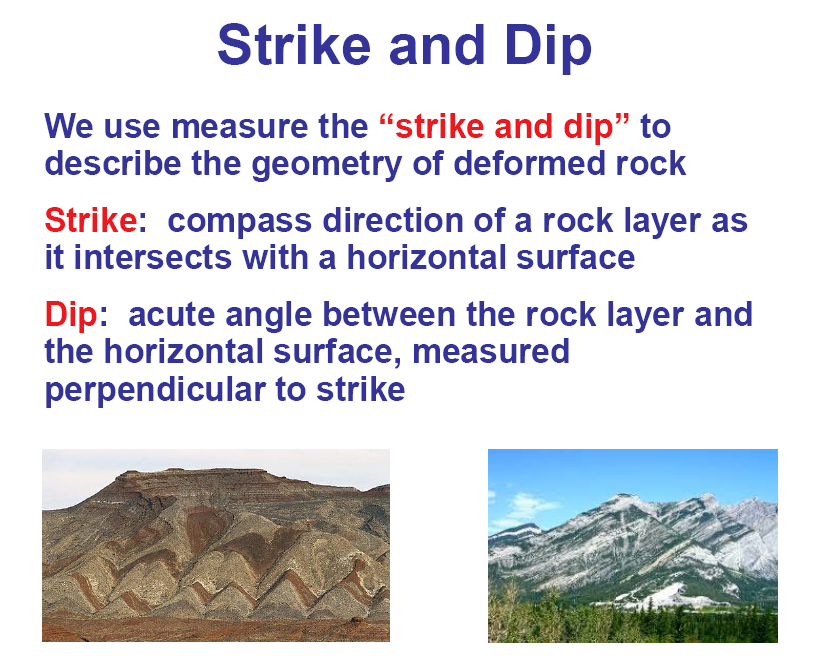 Strike and Dip
We use measure the “strike and dip” to
describe the geometry of deformed rock
Strike:  compass direction of a rock layer as
it intersects with a horizontal surface
Dip:  acute angle between the rock layer and
the horizontal surface, measured
perpendicular to strike